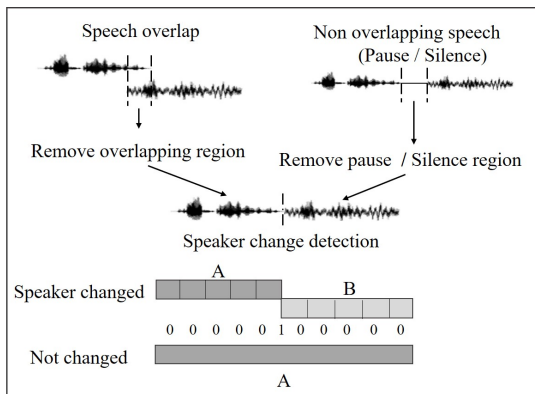 Speech overlap
Non overlapping speech
(Pause / Silence)
Remove overlapping region
Remove pause / Silence region
Speaker change detection
A
Speaker changed
B
0 0 0 0 0 1 0 0 0 0 0
Not changed
A